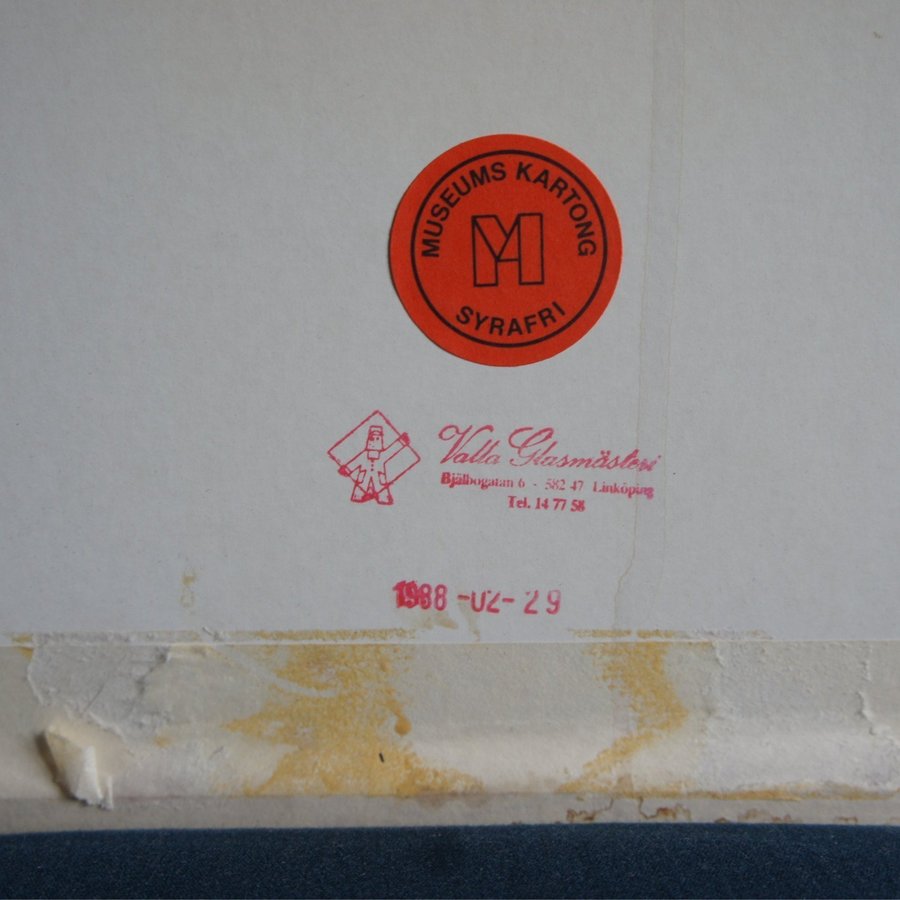 MUSEUMS KARTONG
SYRAFRI
Valla Glasmästeri
Bjälbogatan 6 - 582 47 Linköping
Tel. 14 77 58
1988-02-29